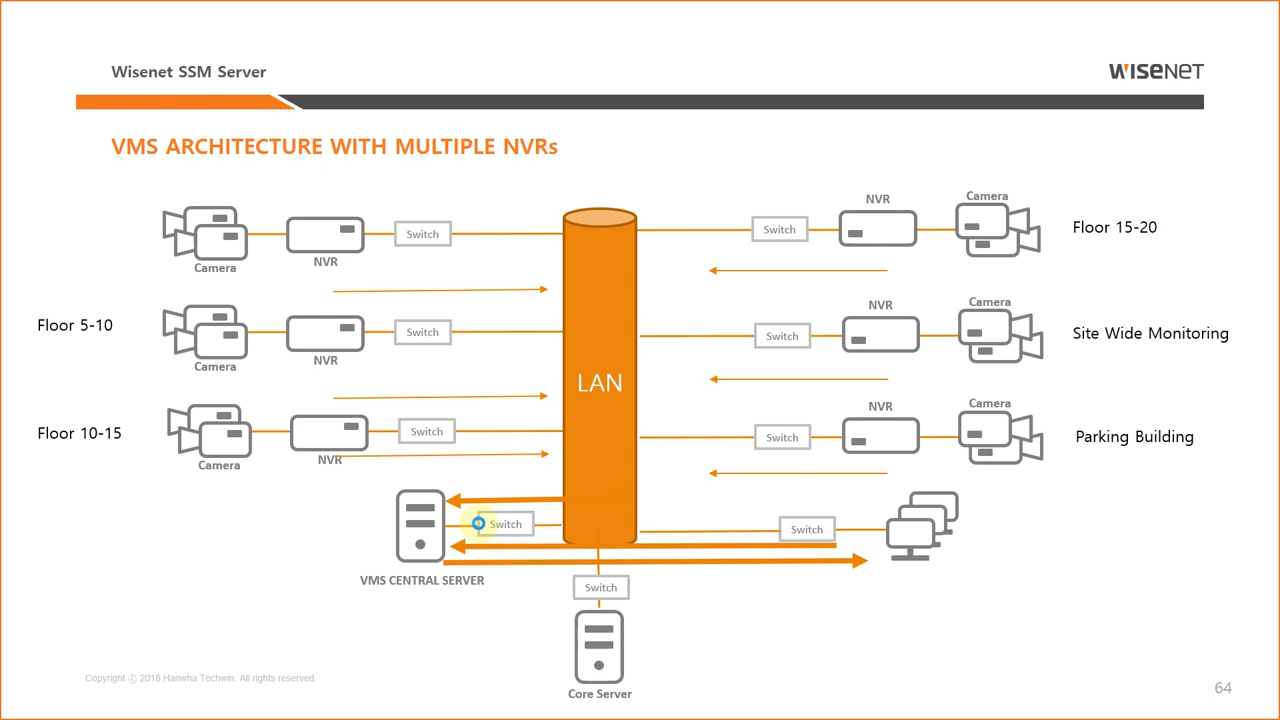 Wisenet SSM Server
WISENET
VMS ARCHITECTURE WITH MULTIPLE NVRs
Camera
NVR
Switch
Switch
NVR
Camera
Floor 15-20
Floor 5-10
Camera
NVR
Switch
LAN
Switch
NVR
Camera
Site Wide Monitoring
Floor 10-15
Camera
NVR
Switch
Switch
NVR
Camera
Parking Building
VMS CENTRAL SERVER
Switch
Switch
Switch
Core Server
Copyright ⓒ 2018 Hanwha Techwin. All rights reserved
64